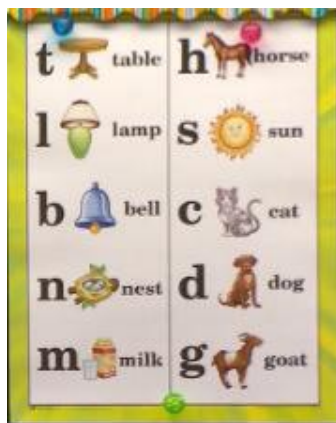 t table
l lamp
b bell
n nest
m milk
h horse
s sun
c cat
d dog
g goat